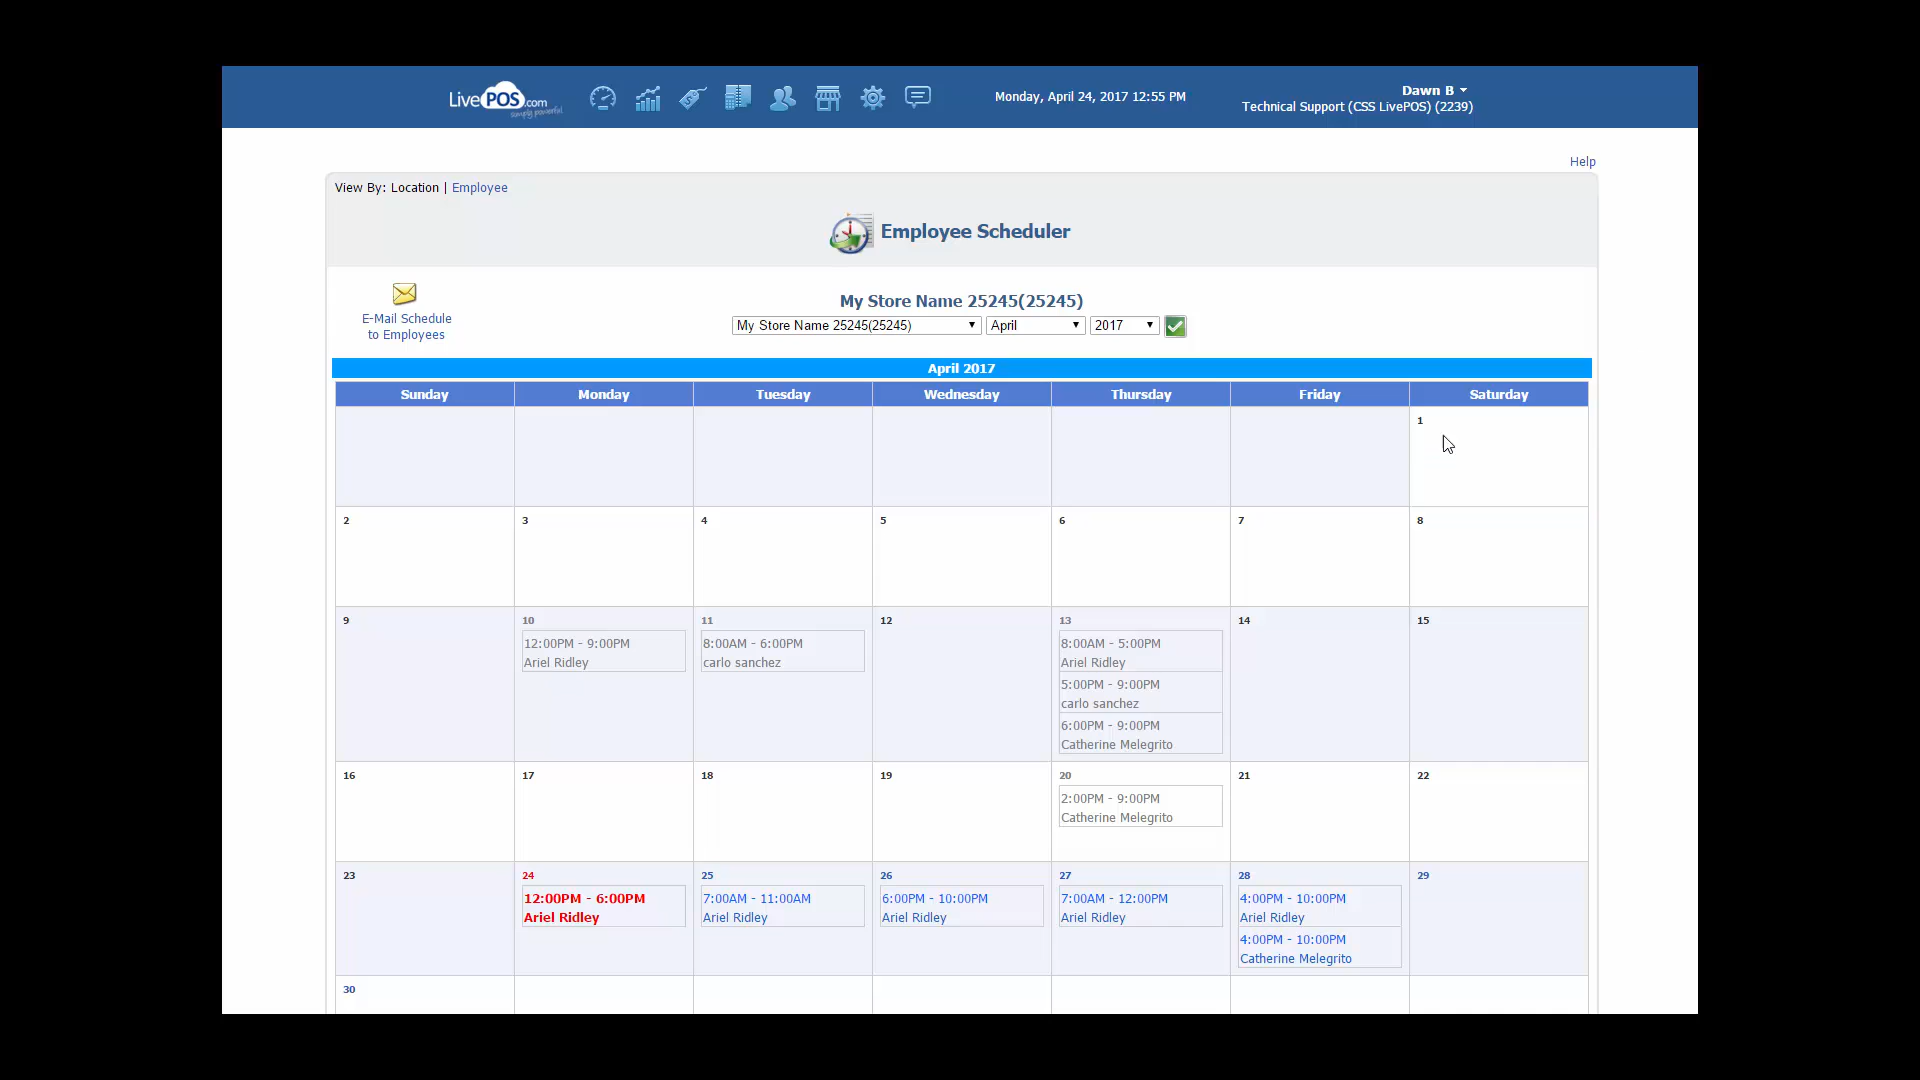 LivePOS.com
simply powerful
Monday, April 24, 2017 12:55 PM
Dawn B
Technical Support (CSS LivePOS) (2239)
Help
View By: Location | Employee
Employee Scheduler
E-Mail Schedule
to Employees
My Store Name 25245(25245)
My Store Name 25245(25245) April 2017
April 2017
Sunday Monday Tuesday Wednesday Thursday Friday Saturday
1
2 3 4 5 6 7 8
9 10 11 12 13 14 15
12:00PM - 9:00PM 8:00AM - 6:00PM 8:00AM - 5:00PM
Ariel Ridley carlo sanchez Ariel Ridley
5:00PM - 9:00PM
carlo sanchez
6:00PM - 9:00PM
Catherine Melegrito
16 17 18 19 20 21 22
2:00PM - 9:00PM
Catherine Melegrito
23 24 25 26 27 28 29
12:00PM - 6:00PM 7:00AM - 11:00AM 6:00PM - 10:00PM 7:00AM - 12:00PM 4:00PM - 10:00PM
Ariel Ridley Ariel Ridley Ariel Ridley Ariel Ridley Ariel Ridley
4:00PM - 10:00PM
Catherine Melegrito
30